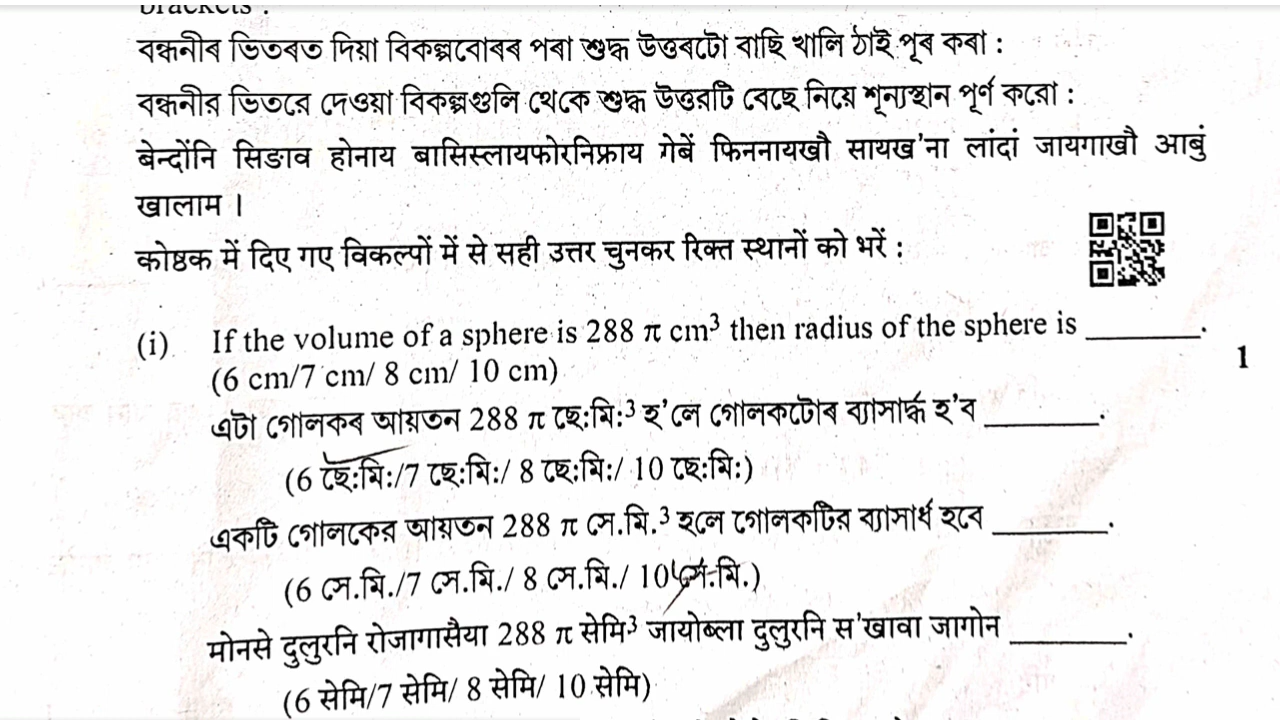 brackets :
বন্ধনীৰ ভিতৰত দিয়া বিকল্পবোৰৰ পৰা শুদ্ধ উত্তৰটো বাছি খালি ঠাই পূৰ কৰা :
বন্ধনীর ভিতরে দেওয়া বিকল্পগুলি থেকে শুদ্ধ উত্তরটি বেছে নিয়ে শূন্যস্থান পূর্ণ করো :
बेन्दोंनि सिङाव होनाय बासिस्लायफोरनिफ्राय गेबें फिननायखौ सायख'ना लांदां जायगाखौ आबुं
खालाम ।
कोष्ठक में दिए गए विकल्पों में से सही उत्तर चुनकर रिक्त स्थानों को भरें :
(i) If the volume of a sphere is 288 π cm³ then radius of the sphere is ________.
1
(6 cm/7 cm/ 8 cm/ 10 cm)
এটা গোলকৰ আয়তন 288 π ছে:মি:³ হ'লে গোলকটোৰ ব্যাসাৰ্দ্ধ হ'ব ________.
(6 ছে:মি:/7 ছে:মি:/ 8 ছে:মি:/ 10 ছে:মি:)
একটি গোলকের আয়তন 288 π সে.মি.³ হলে গোলকটির ব্যাসার্ধ হবে ________.
(6 সে.মি./7 সে.মি./ 8 সে.মি./ 10 সে.মি.)
मोनसे दुलुरनि रोजागासैया 288 π सेमि³ जायोब्ला दुलुरनि स'खावा जागोन ________.
(6 सेमि/7 सेमि/ 8 सेमि/ 10 सेमि)